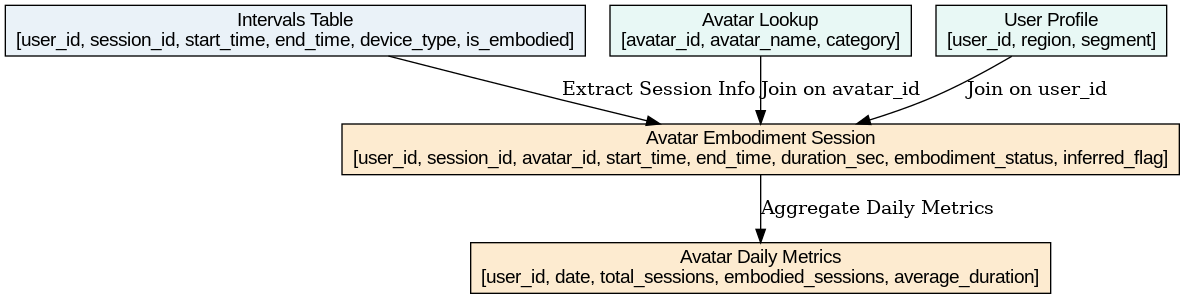 Intervals Table
[user_id, session_id, start_time, end_time, device_type, is_embodied]
Avatar Lookup
[avatar_id, avatar_name, category]
User Profile
[user_id, region, segment]
Extract Session Info
Join on avatar_id
Join on user_id
Avatar Embodiment Session
[user_id, session_id, avatar_id, start_time, end_time, duration_sec, embodiment_status, inferred_flag]
Aggregate Daily Metrics
Avatar Daily Metrics
[user_id, date, total_sessions, embodied_sessions, average_duration]